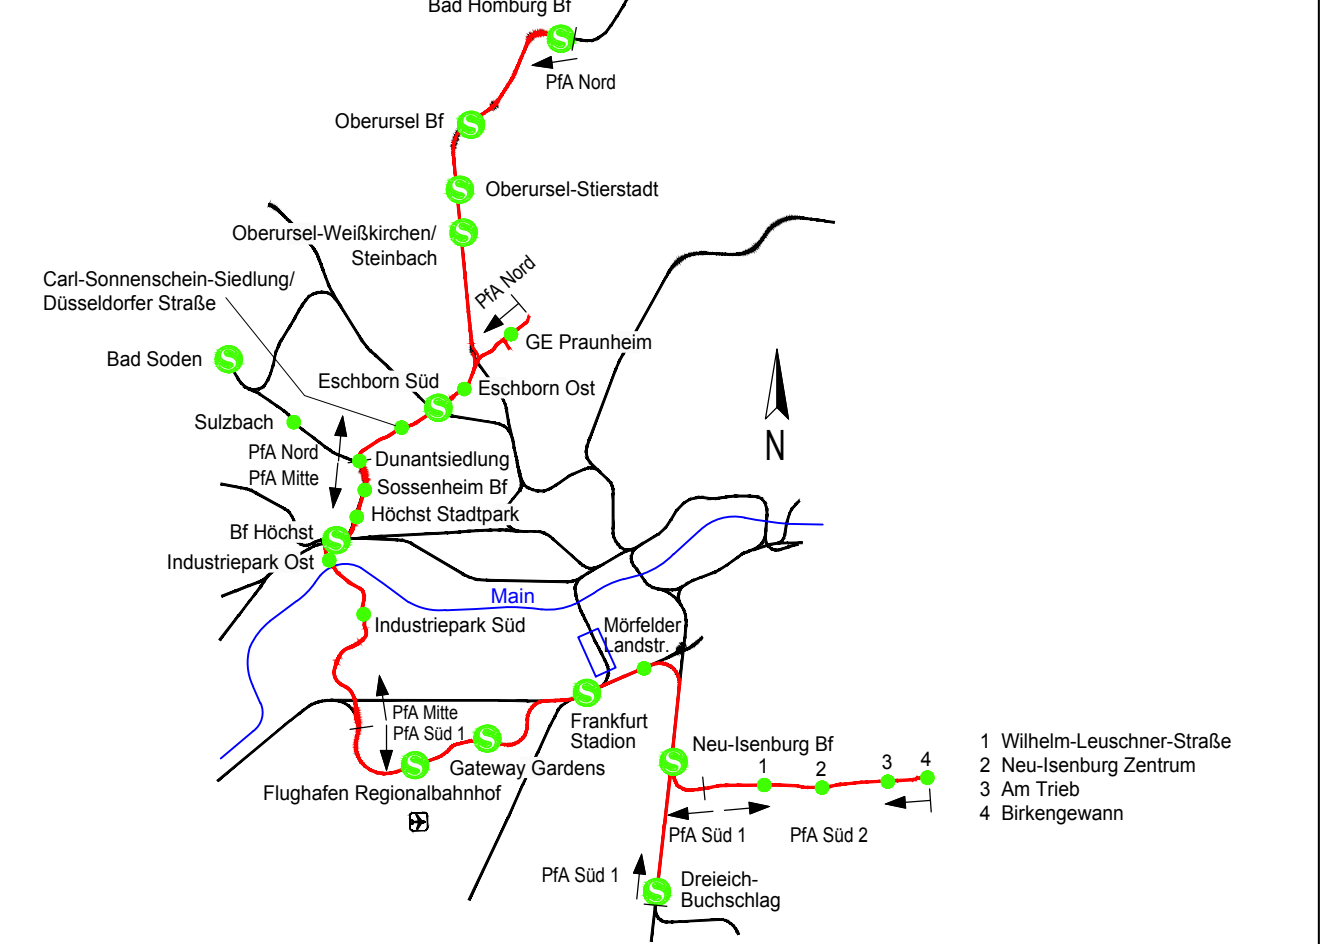 Bad Homburg Bf
PfA Nord
Oberursel Bf
Oberursel-Stierstadt
Oberursel-Weißkirchen/
Steinbach
PfA Nord
Carl-Sonnenschein-Siedlung/
Düsseldorfer Straße
GE Praunheim
Bad Soden
Eschborn Süd
Eschborn Ost
Sulzbach
PfA Nord
PfA Mitte
Dunantsiedlung
Sossenheim Bf
Höchst Stadtpark
N
Bf Höchst
Industriepark Ost
Main
Industriepark Süd
Mörfelder
Landstr.
PfA Mitte
PfA Süd 1
Frankfurt
Stadion
Gateway Gardens
Flughafen Regionalbahnhof
Neu-Isenburg Bf
1
2
3
4
1 Wilhelm-Leuschner-Straße
2 Neu-Isenburg Zentrum
3 Am Trieb
4 Birkengewann
PfA Süd 1
PfA Süd 2
PfA Süd 1
Dreieich-
Buchschlag